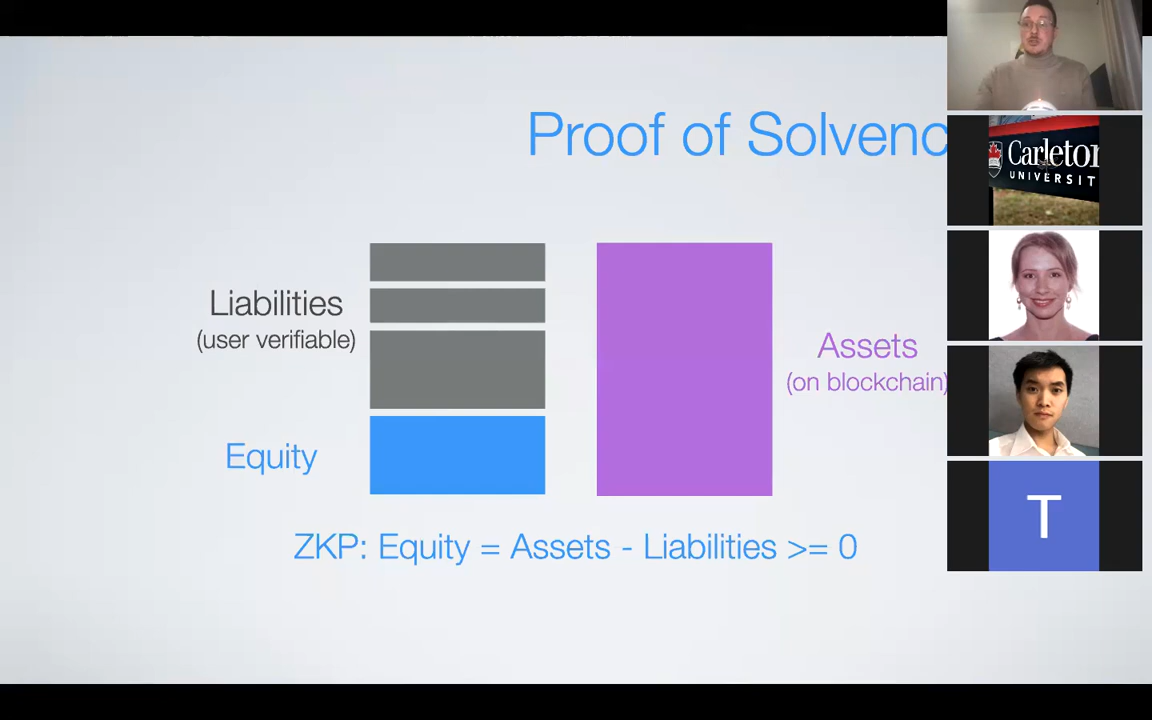 Proof of Solvenc
Liabilities
(user verifiable)
Equity
Assets
(on blockchain)
ZKP: Equity = Assets - Liabilities >= 0
Carleton
UNIVERSIT
T